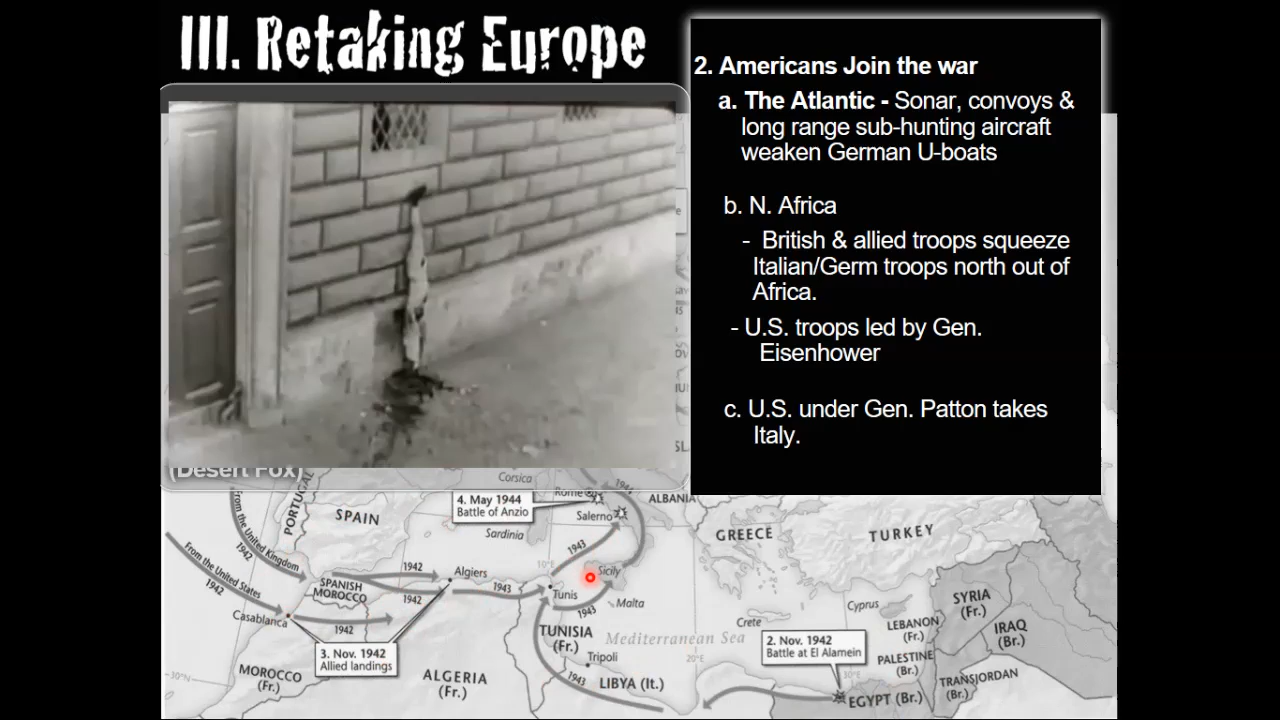 III. Retaking Europe
2. Americans Join the war
a. The Atlantic - Sonar, convoys &
long range sub-hunting aircraft
weaken German U-boats
b. N. Africa
- British & allied troops squeeze
Italian/Germ troops north out of
Africa.
- U.S. troops led by Gen.
Eisenhower
c. U.S. under Gen. Patton takes
Italy.
(Desert Fox)
Corsica
1944
Rome
4. May 1944
Battle of Anzio
ALBANIA
Salerno
PORTUGAL
SPAIN
Sardinia
GREECE
TURKEY
From the United Kingdom
1942
From the United States
1942
1943
10°E
Sicily
Algiers
1942
SPANISH
MOROCCO
1942
1943
Tunis
1943
Malta
Casablanca
1942
Crete
Cyprus
SYRIA
(Fr.)
LEBANON
(Fr.)
IRAQ
(Br.)
TUNISIA
(Fr.)
Mediterranean Sea
2. Nov. 1942
Battle at El Alamein
3. Nov. 1942
Allied landings
Tripoli
20°E
PALESTINE
(Br.)
30°N
MOROCCO
(Fr.)
ALGERIA
(Fr.)
1943
LIBYA (It.)
30°E
EGYPT (Br.)
TRANSJORDAN
(Br.)